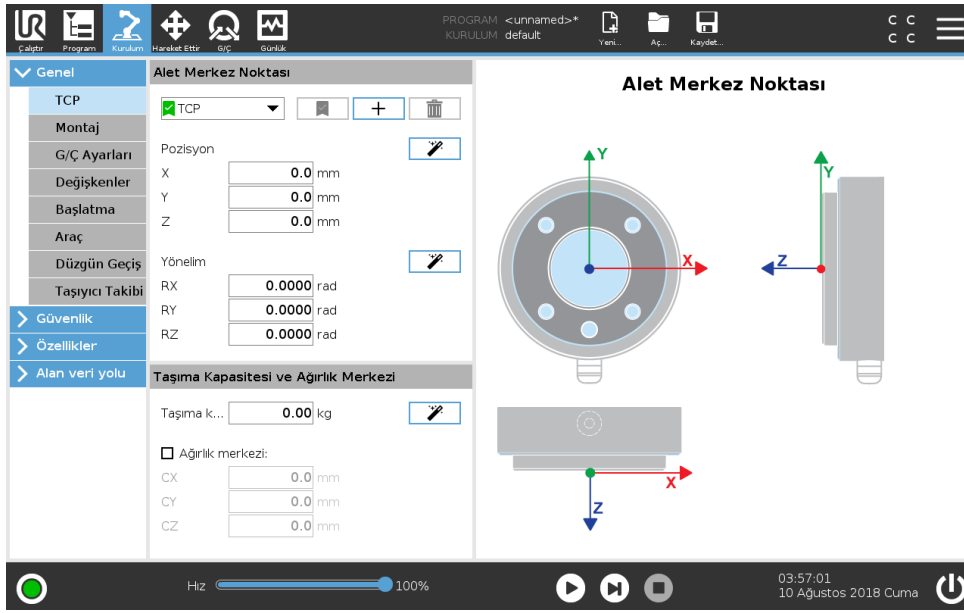 UR
Çalıştır
Program
Kurulum
Hareket Ettir
G/Ç
Günlük
PROGRAM <unnamed>*
KURULUM default
Yeni...
Aç...
Kaydet...
C C
C C
Genel
TCP
Montaj
G/Ç Ayarları
Değişkenler
Başlatma
Araç
Düzgün Geçiş
Taşıyıcı Takibi
Güvenlik
Özellikler
Alan veri yolu
Alet Merkez Noktası
TCP
Pozisyon
X 0.0 mm
Y 0.0 mm
Z 0.0 mm
Yönelim
RX 0.0000 rad
RY 0.0000 rad
RZ 0.0000 rad
Taşıma Kapasitesi ve Ağırlık Merkezi
Taşıma k... 0.00 kg
Ağırlık merkezi:
CX 0.0 mm
CY 0.0 mm
CZ 0.0 mm
Alet Merkez Noktası
Y
X
Y
Z
X
Z
Hız 100%
03:57:01
10 Ağustos 2018 Cuma